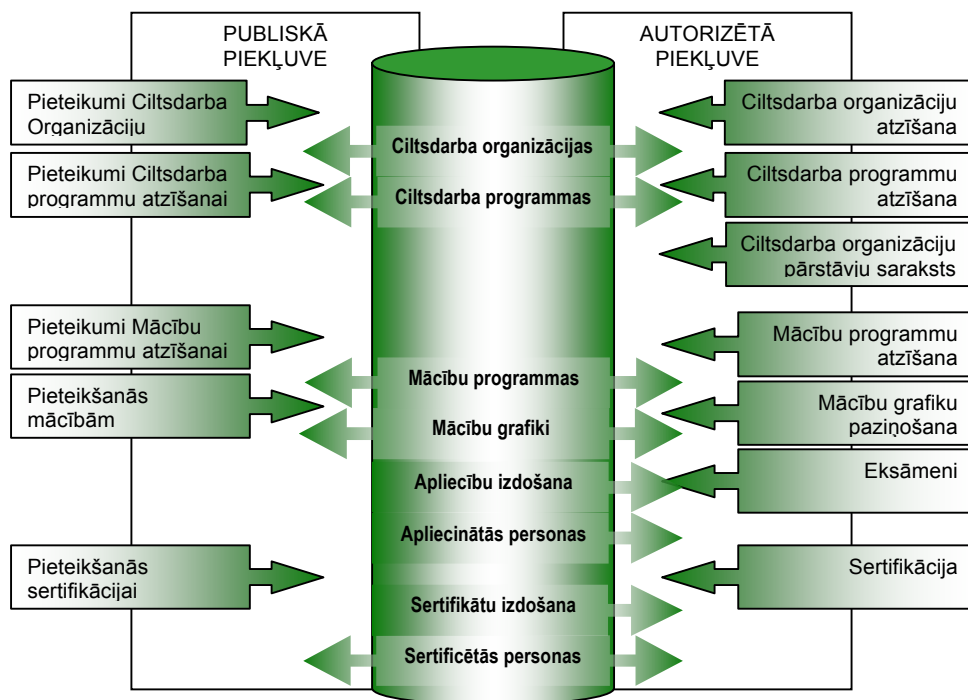 PUBLISKĀ
PIEKĻUVE
AUTORIZĒTĀ
PIEKĻUVE
Pieteikumi Ciltsdarba
Organizāciju
Pieteikumi Ciltsdarba
programmu atzīšanai
Pieteikumi Mācību
programmu atzīšanai
Pieteikšanās
mācībām
Pieteikšanās
sertifikācijai
Ciltsdarba organizācijas
Ciltsdarba programmas
Mācību programmas
Mācību grafiki
Apliecību izdošana
Apliecinātās personas
Sertifikātu izdošana
Sertificētās personas
Ciltsdarba organizāciju
atzīšana
Ciltsdarba programmu
atzīšana
Ciltsdarba organizāciju
pārstāvju saraksts
Mācību programmu
atzīšana
Mācību grafiku
paziņošana
Eksāmeni
Sertifikācija